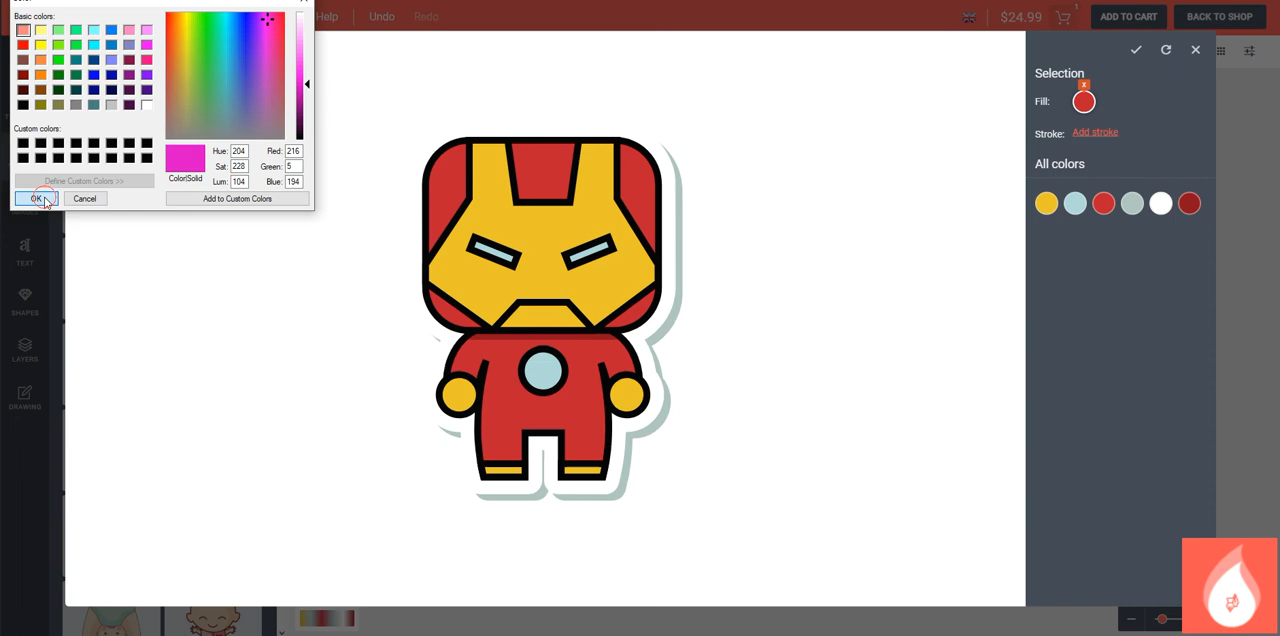 Help
Undo
Redo
$24.99
1
ADD TO CART
BACK TO SHOP
Basic colors:
Custom colors:
Define Custom Colors >>
OK
Cancel
Color|Solid
Hue: 204
Sat: 228
Lum: 104
Red: 216
Green: 5
Blue: 194
Add to Custom Colors
TEXT
SHAPES
LAYERS
DRAWING
Selection
x
Fill:
Stroke: Add stroke
All colors